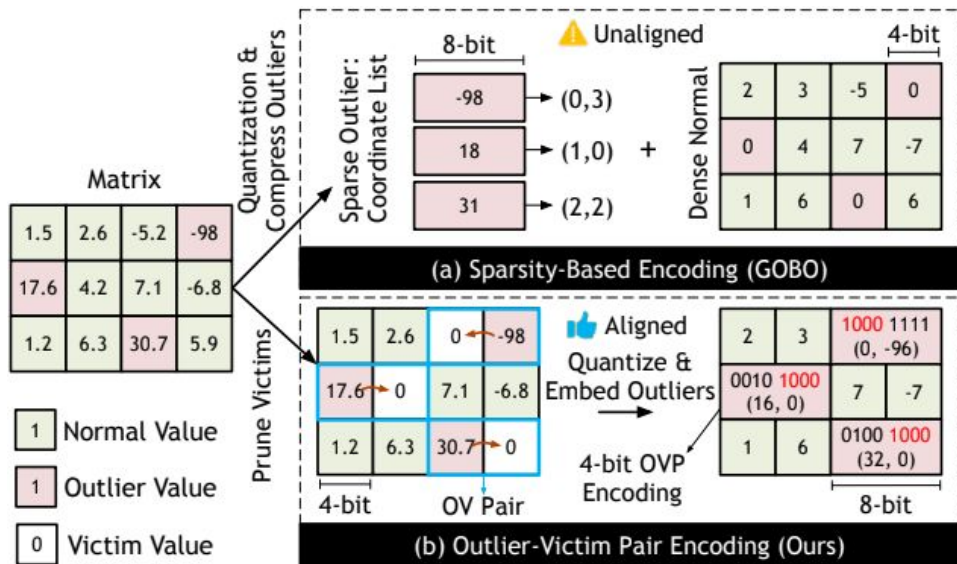 Matrix
1.5 2.6 -5.2 -98
17.6 4.2 7.1 -6.8
1.2 6.3 30.7 5.9
1 Normal Value
1 Outlier Value
0 Victim Value
Quantization &
Compress Outliers
Prune Victims
Sparse Outlier:
Coordinate List
8-bit
-98 (0,3)
18 (1,0)
31 (2,2)
+
Unaligned
Dense Normal
4-bit
2 3 -5 0
0 4 7 -7
1 6 0 6
(a) Sparsity-Based Encoding (GOBO)
1.5 2.6 0 -98
17.6 0 7.1 -6.8
1.2 6.3 30.7 0
4-bit
OV Pair
Aligned
Quantize &
Embed Outliers
4-bit OVP
Encoding
2 3 1000 1111
(0, -96)
0010 1000 7 -7
(16, 0)
1 6 0100 1000
(32, 0)
8-bit
(b) Outlier-Victim Pair Encoding (Ours)